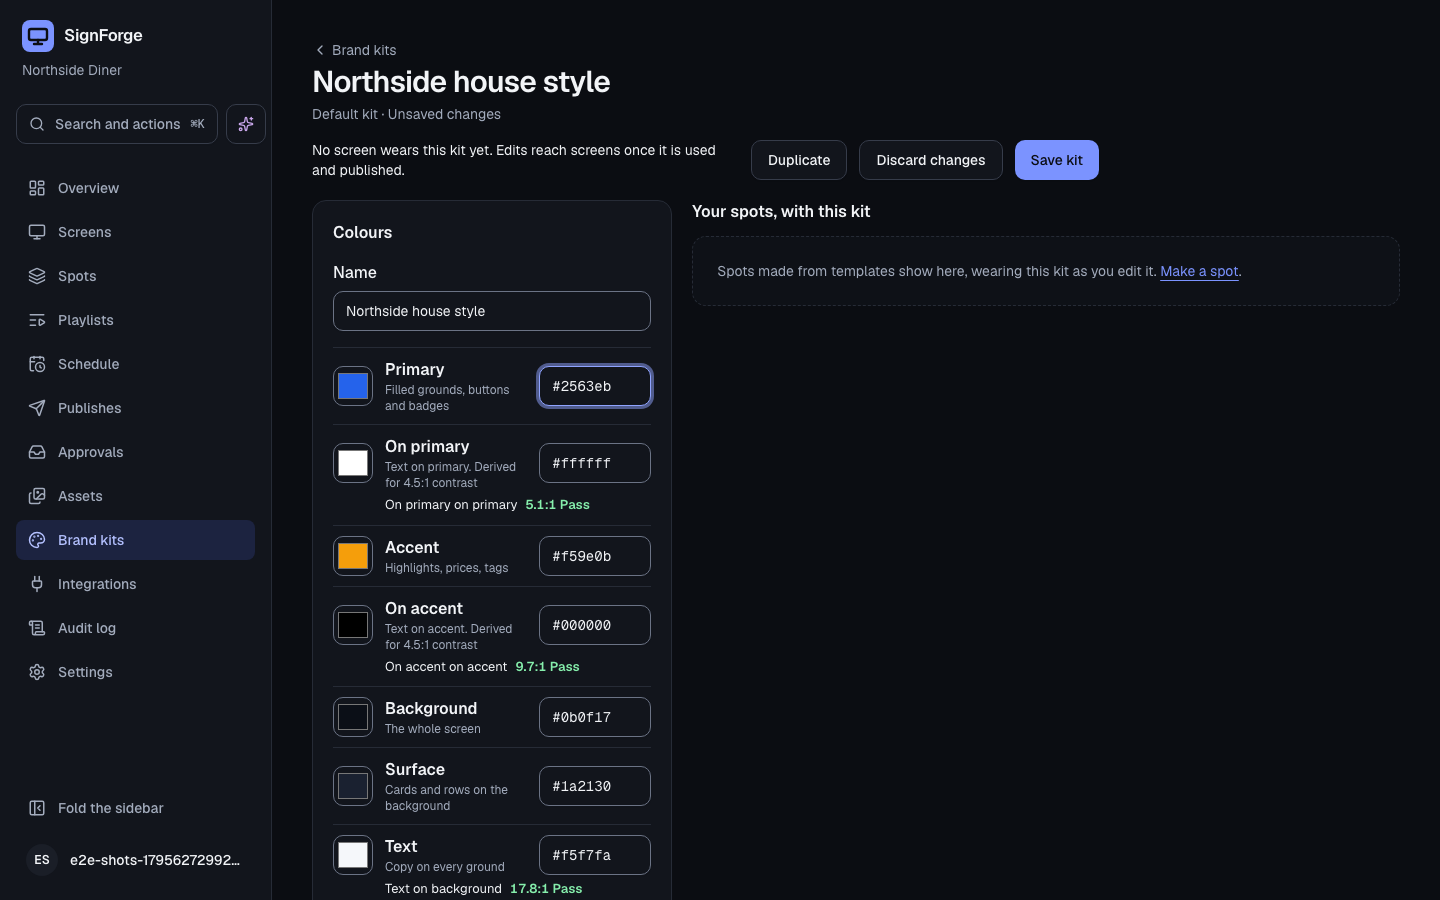 SignForge
Northside Diner
Search and actions ⌘K
Overview
Screens
Spots
Playlists
Schedule
Publishes
Approvals
Assets
Brand kits
Integrations
Audit log
Settings
Fold the sidebar
ES e2e-shots-17956272992…
Brand kits
Northside house style
Default kit · Unsaved changes
No screen wears this kit yet. Edits reach screens once it is used
and published.
Duplicate
Discard changes
Save kit
Colours
Name
Northside house style
Primary
Filled grounds, buttons
and badges
#2563eb
On primary
Text on primary. Derived
for 4.5:1 contrast
#ffffff
On primary on primary 5.1:1 Pass
Accent
Highlights, prices, tags
#f59e0b
On accent
Text on accent. Derived
for 4.5:1 contrast
#000000
On accent on accent 9.7:1 Pass
Background
The whole screen
#0b0f17
Surface
Cards and rows on the
background
#1a2130
Text
Copy on every ground
#f5f7fa
Text on background 17.8:1 Pass
Your spots, with this kit
Spots made from templates show here, wearing this kit as you edit it. Make a spot.